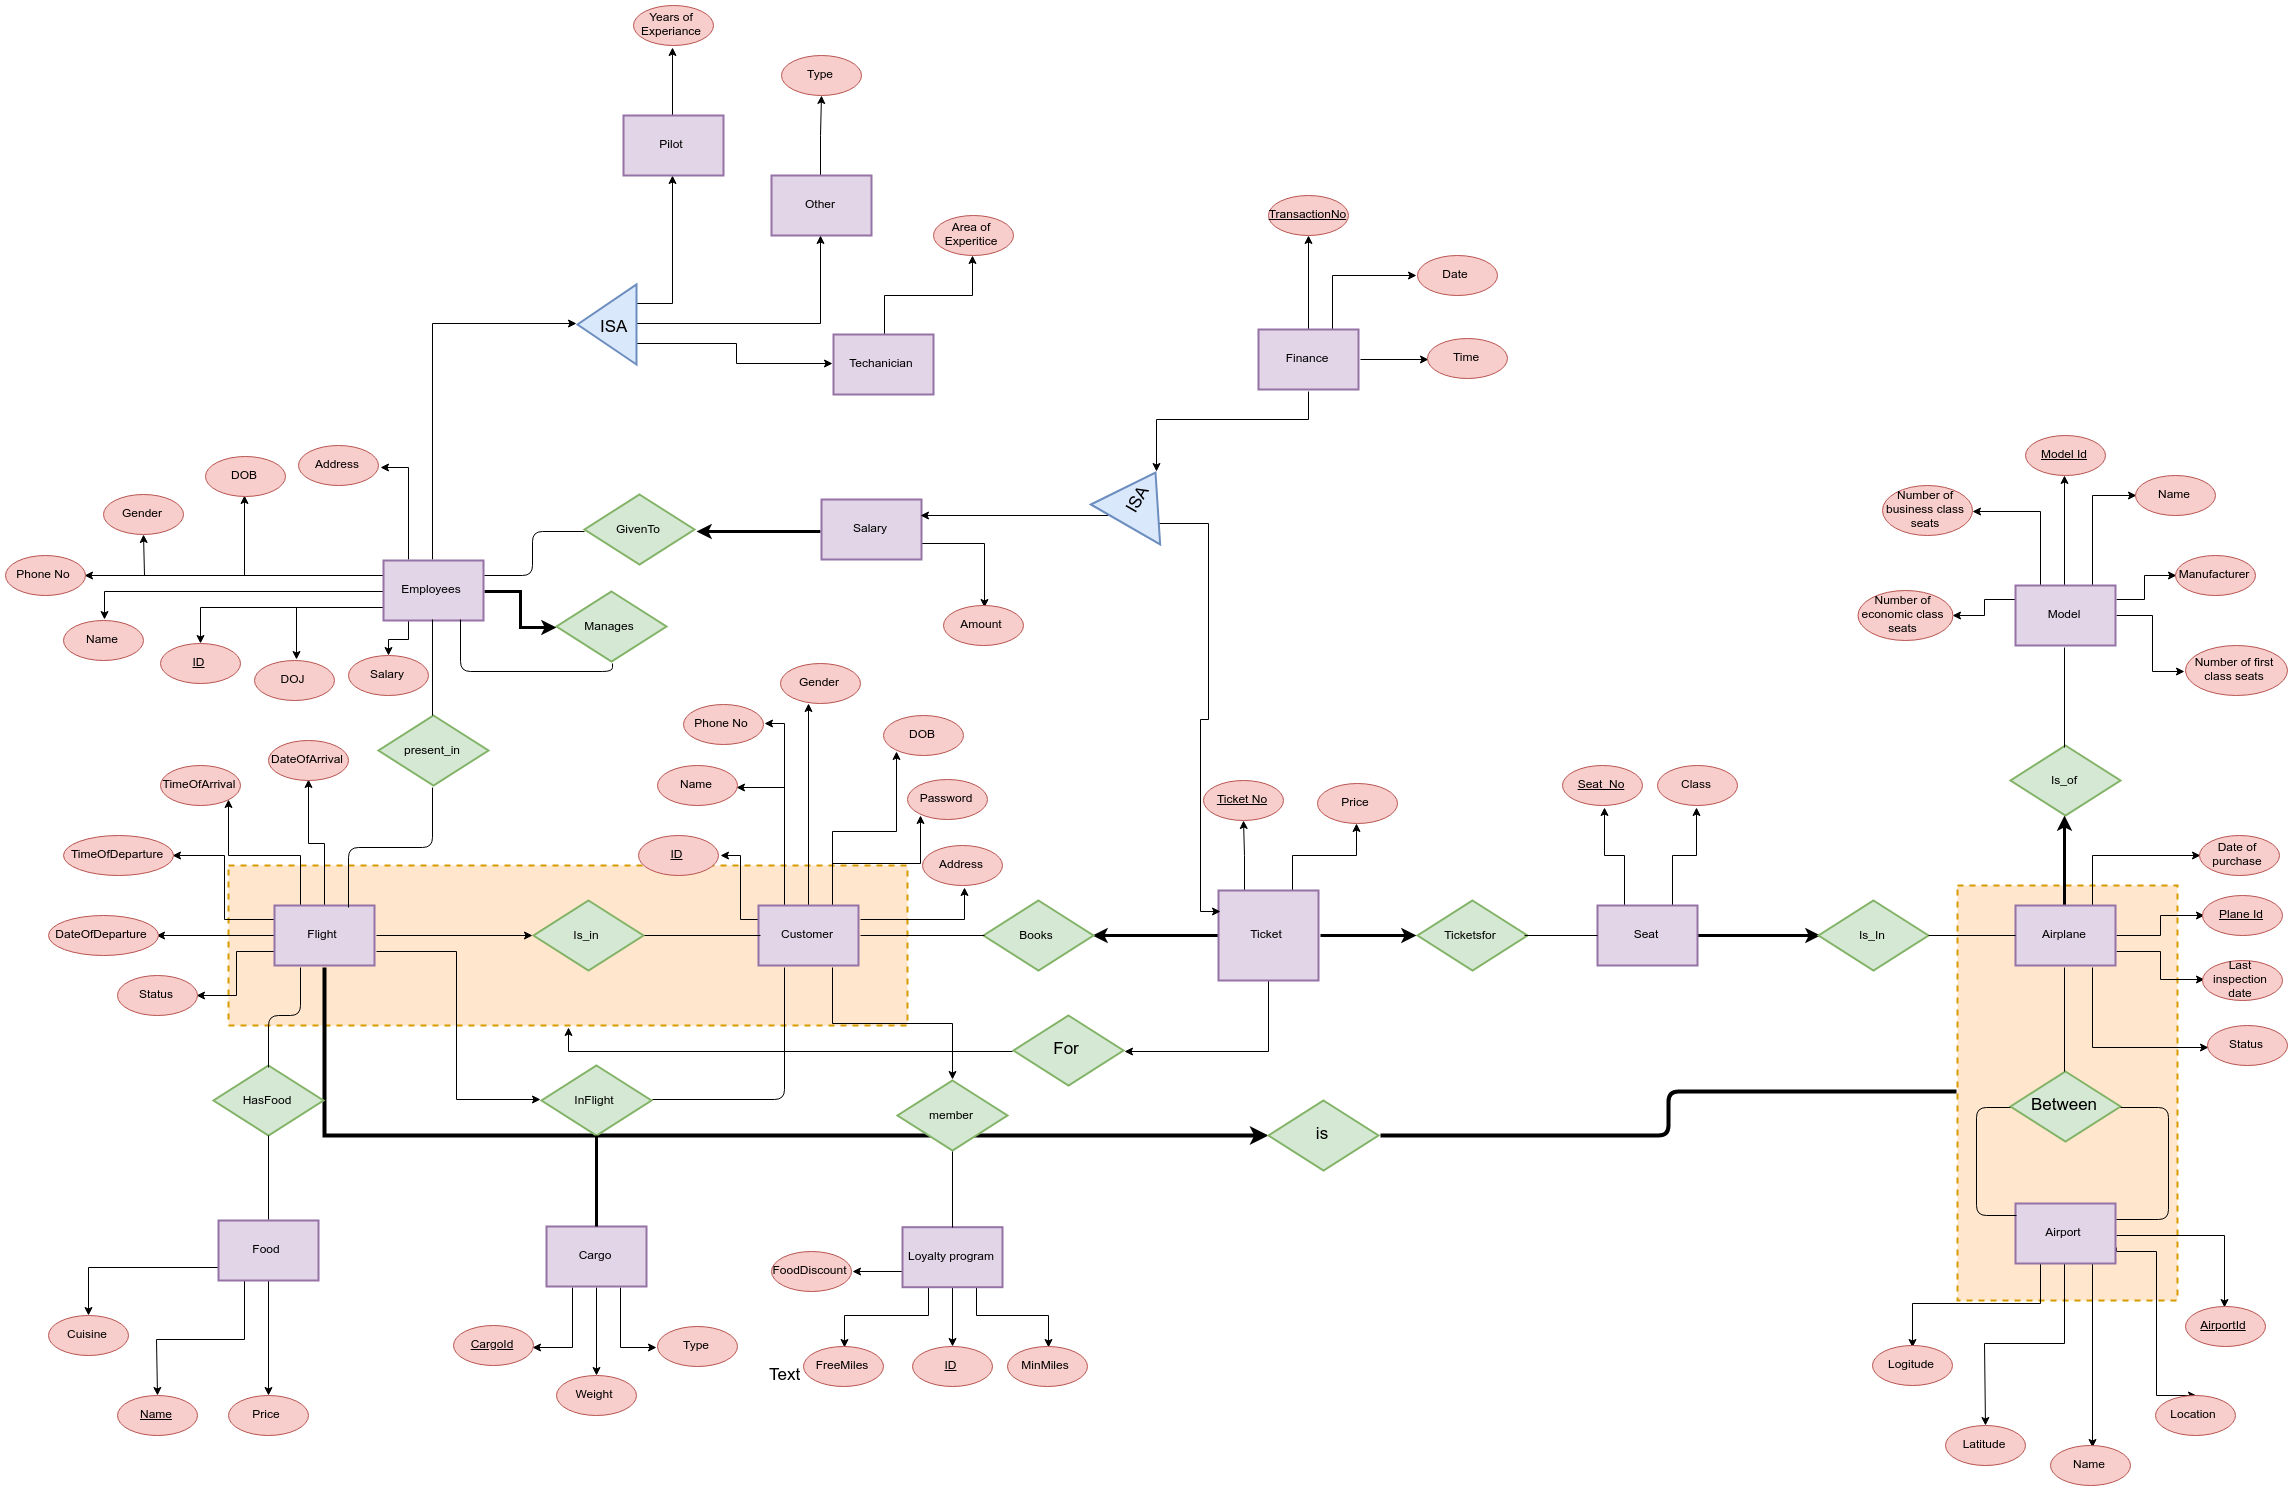 Years of
Experiance
Type
Pilot
Other
Area of
Experitice
TransactionNo
Date
ISA
Techanician
Finance
Time
Address
DOB
Gender
Model Id
Number of
business class
seats
Name
ISA
GivenTo
Salary
Phone No
Employees
Manufacturer
Number of
economic class
seats
Model
Manages
Amount
Name
ID
DOJ
Salary
Number of first
class seats
Gender
Phone No
DOB
present_in
DateOfArrival
TimeOfArrival
Name
Password
Ticket No
Price
Seat_No
Class
Is_of
TimeOfDeparture
ID
Address
Date of
purchase
DateOfDeparture
Flight
Is_in
Customer
Books
Ticket
Ticketsfor
Seat
Is_In
Airplane
Plane Id
Status
Last
inspection
date
For
Status
HasFood
InFlight
member
is
Between
Food
Cargo
Loyalty program
Airport
FoodDiscount
Cuisine
CargoId
Type
Text
FreeMiles
ID
MinMiles
Logitude
AirportId
Weight
Name
Price
Location
Latitude
Name